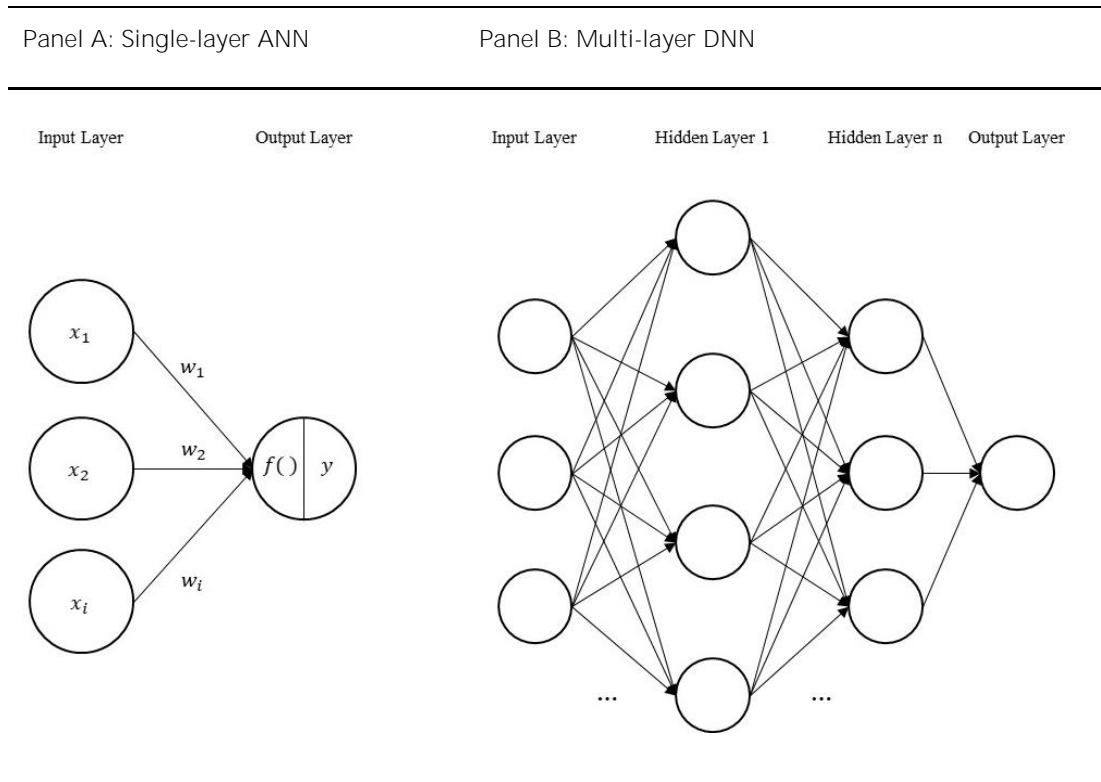 Panel A: Single-layer ANN Panel B: Multi-layer DNN
Input Layer Output Layer Input Layer Hidden Layer 1 Hidden Layer n Output Layer
x₁
w₁
x₂ w₂ f() y
xᵢ wᵢ
... ...